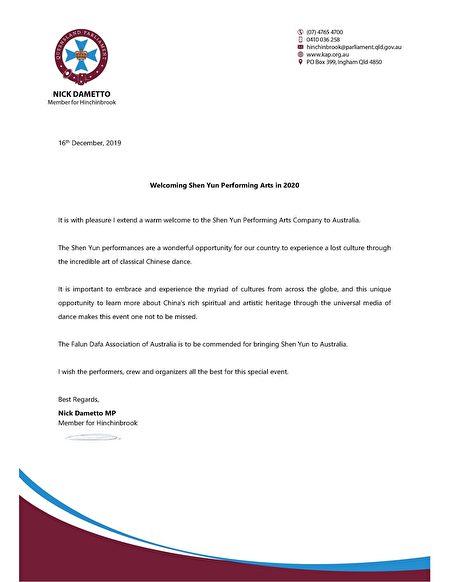 QUEENSLAND PARLIAMENT
NICK DAMETTO
Member for Hinchinbrook
(07) 4765 4700
0410 036 258
hinchinbrook@parliament.qld.gov.au
www.kap.org.au
PO Box 399, Ingham Qld 4850
16th December, 2019
Welcoming Shen Yun Performing Arts in 2020
It is with pleasure I extend a warm welcome to the Shen Yun Performing Arts Company to Australia.
The Shen Yun performances are a wonderful opportunity for our country to experience a lost culture through
the incredible art of classical Chinese dance.
It is important to embrace and experience the myriad of cultures from across the globe, and this unique
opportunity to learn more about China's rich spiritual and artistic heritage through the universal media of
dance makes this event one not to be missed.
The Falun Dafa Association of Australia is to be commended for bringing Shen Yun to Australia.
I wish the performers, crew and organizers all the best for this special event.
Best Regards,
Nick Dametto MP
Member for Hinchinbrook